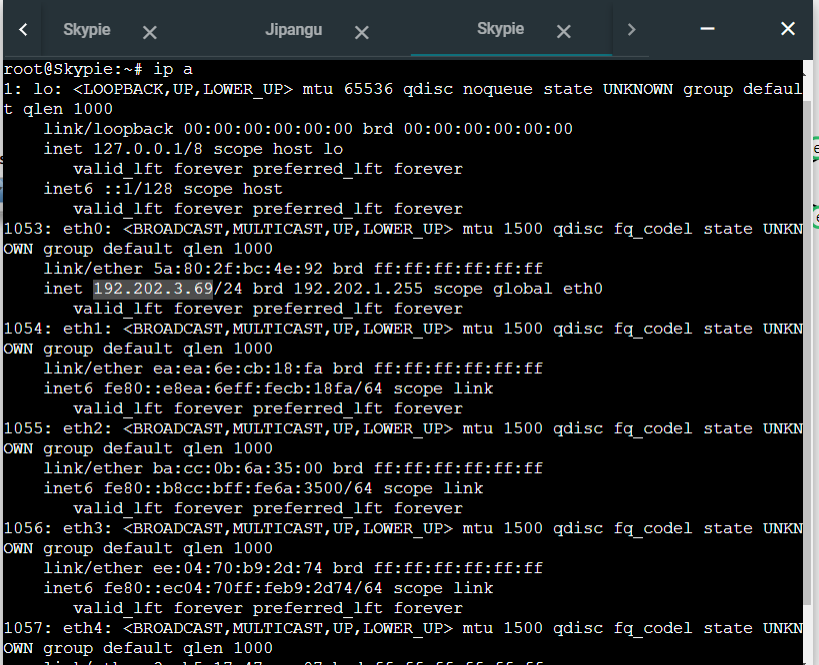 Skypie
Jipangu
Skypie
root@Skypie:~# ip a
1: lo: <LOOPBACK,UP,LOWER_UP> mtu 65536 qdisc noqueue state UNKNOWN group defaul
t qlen 1000
link/loopback 00:00:00:00:00:00 brd 00:00:00:00:00:00
inet 127.0.0.1/8 scope host lo
valid_lft forever preferred_lft forever
inet6 ::1/128 scope host
valid_lft forever preferred_lft forever
1053: eth0: <BROADCAST,MULTICAST,UP,LOWER_UP> mtu 1500 qdisc fq_codel state UNKN
OWN group default qlen 1000
link/ether 5a:80:2f:bc:4e:92 brd ff:ff:ff:ff:ff:ff
inet 192.202.3.69/24 brd 192.202.1.255 scope global eth0
valid_lft forever preferred_lft forever
1054: eth1: <BROADCAST,MULTICAST,UP,LOWER_UP> mtu 1500 qdisc fq_codel state UNKN
OWN group default qlen 1000
link/ether ea:ea:6e:cb:18:fa brd ff:ff:ff:ff:ff:ff
inet6 fe80::e8ea:6eff:fecb:18fa/64 scope link
valid_lft forever preferred_lft forever
1055: eth2: <BROADCAST,MULTICAST,UP,LOWER_UP> mtu 1500 qdisc fq_codel state UNKN
OWN group default qlen 1000
link/ether ba:cc:0b:6a:35:00 brd ff:ff:ff:ff:ff:ff
inet6 fe80::b8cc:bff:fe6a:3500/64 scope link
valid_lft forever preferred_lft forever
1056: eth3: <BROADCAST,MULTICAST,UP,LOWER_UP> mtu 1500 qdisc fq_codel state UNKN
OWN group default qlen 1000
link/ether ee:04:70:b9:2d:74 brd ff:ff:ff:ff:ff:ff
inet6 fe80::ec04:70ff:feb9:2d74/64 scope link
valid_lft forever preferred_lft forever
1057: eth4: <BROADCAST,MULTICAST,UP,LOWER_UP> mtu 1500 qdisc fq_codel state UNKN
OWN group default qlen 1000